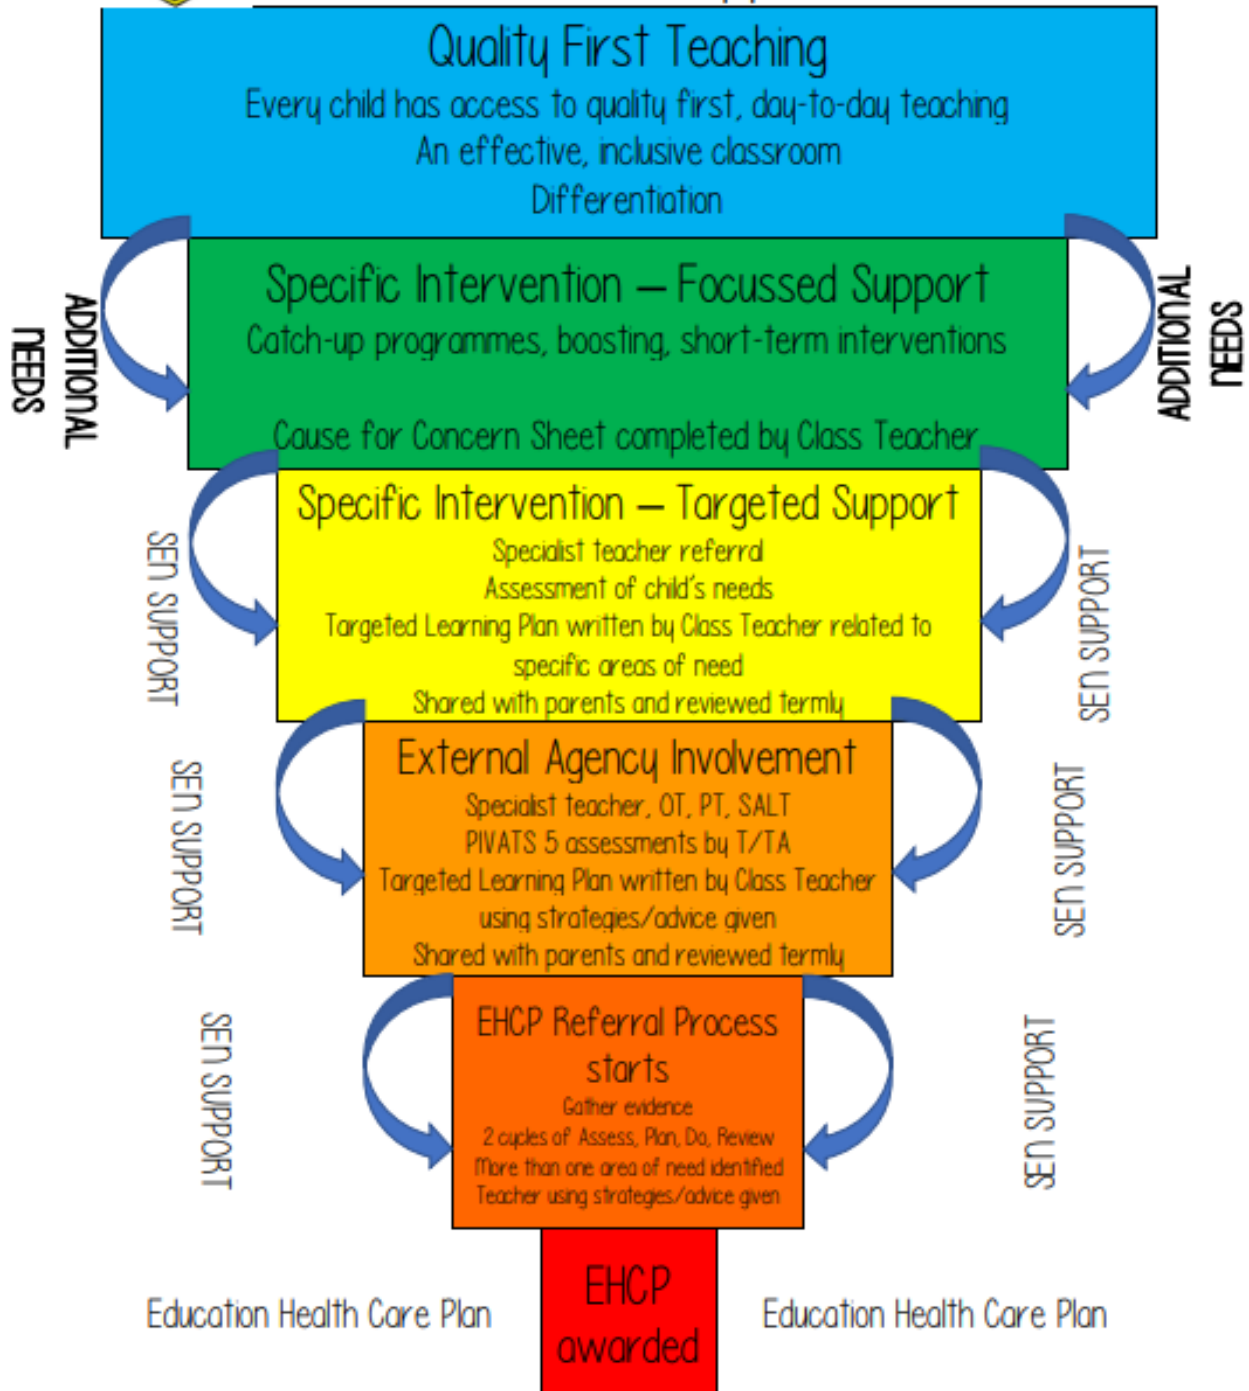 Quality First Teaching
Every child has access to quality first, day-to-day teaching
An effective, inclusive classroom
Differentiation
ADDITIONAL
NEEDS
ADDITIONAL
NEEDS
Specific Intervention – Focussed Support
Catch-up programmes, boosting, short-term interventions
Cause for Concern Sheet completed by Class Teacher
SEN SUPPORT
SEN SUPPORT
Specific Intervention – Targeted Support
Specialist teacher referral
Assessment of child's needs
Targeted Learning Plan written by Class Teacher related to
specific areas of need
Shared with parents and reviewed termly
SEN SUPPORT
SEN SUPPORT
External Agency Involvement
Specialist teacher, OT, PT, SALT
PIVATS 5 assessments by T/TA
Targeted Learning Plan written by Class Teacher
using strategies/advice given
Shared with parents and reviewed termly
SEN SUPPORT
SEN SUPPORT
EHCP Referral Process
starts
Gather evidence
2 cycles of Assess, Plan, Do, Review
More than one area of need identified
Teacher using strategies/advice given
Education Health Care Plan
EHCP
awarded
Education Health Care Plan